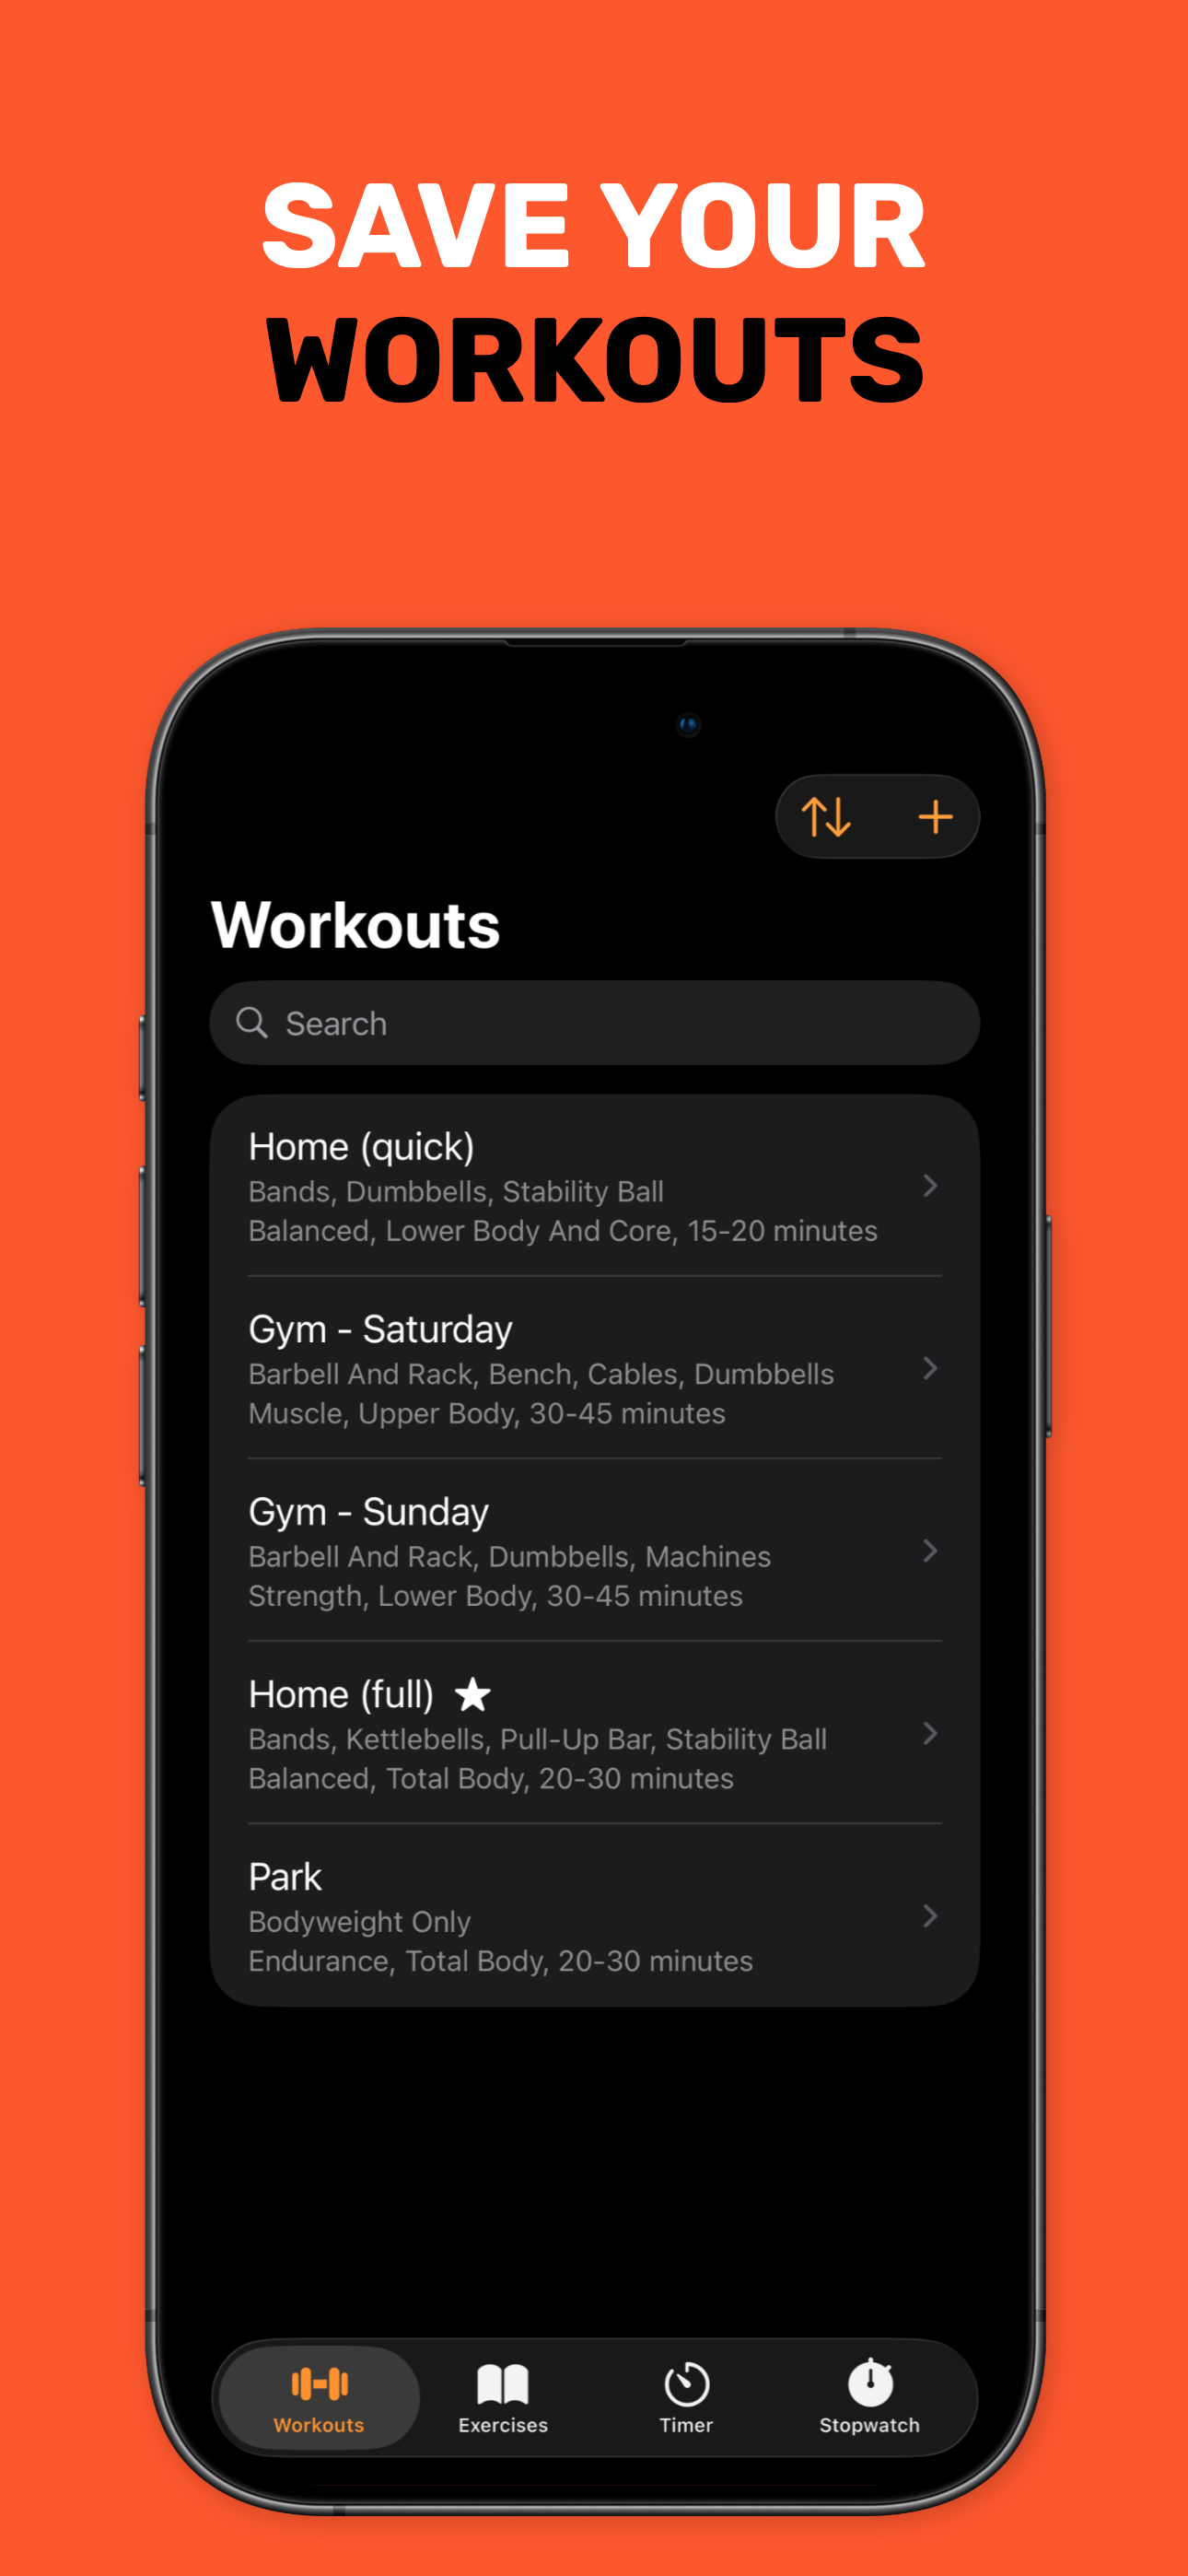 SAVE YOUR
WORKOUTS
Workouts
Search
Home (quick)
Bands, Dumbbells, Stability Ball
Balanced, Lower Body And Core, 15-20 minutes
Gym - Saturday
Barbell And Rack, Bench, Cables, Dumbbells
Muscle, Upper Body, 30-45 minutes
Gym - Sunday
Barbell And Rack, Dumbbells, Machines
Strength, Lower Body, 30-45 minutes
Home (full) ★
Bands, Kettlebells, Pull-Up Bar, Stability Ball
Balanced, Total Body, 20-30 minutes
Park
Bodyweight Only
Endurance, Total Body, 20-30 minutes
Workouts Exercises Timer Stopwatch